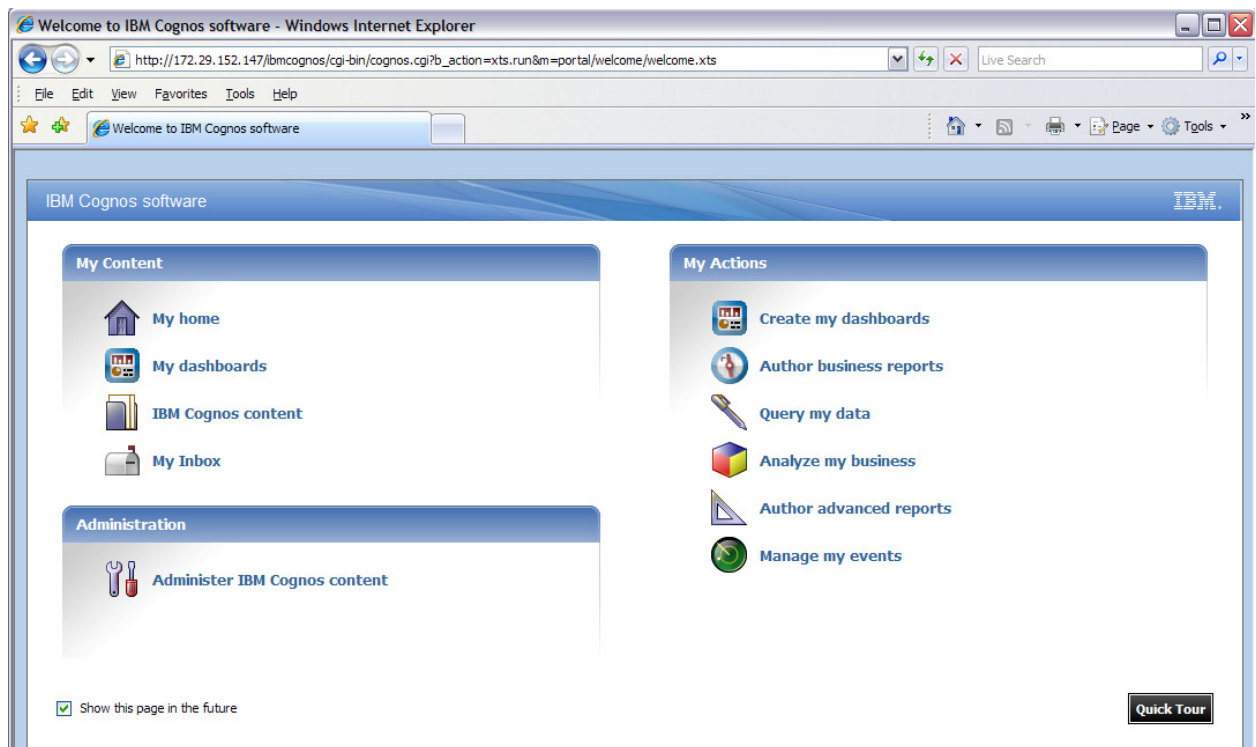 Welcome to IBM Cognos software - Windows Internet Explorer
http://172.29.152.147/ibmcognos/cgi-bin/cognos.cgi?b_action=xts.run&m=portal/welcome/welcome.xts
Live Search
File Edit View Favorites Tools Help
Welcome to IBM Cognos software
Page
Tools
IBM Cognos software
IBM.
My Content
My home
My dashboards
IBM Cognos content
My Inbox
Administration
Administer IBM Cognos content
My Actions
Create my dashboards
Author business reports
Query my data
Analyze my business
Author advanced reports
Manage my events
Show this page in the future
Quick Tour